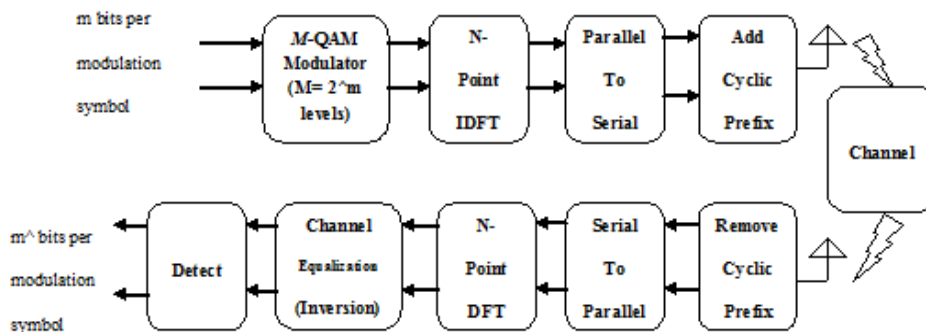 m bits per
modulation
symbol
M-QAM
Modulator
(M= 2^m
levels)
N-
Point
IDFT
Parallel
To
Serial
Add
Cyclic
Prefix
Channel
m^ bits per
modulation
symbol
Detect
Channel
Equalization
(Inversion)
N-
Point
DFT
Serial
To
Parallel
Remove
Cyclic
Prefix